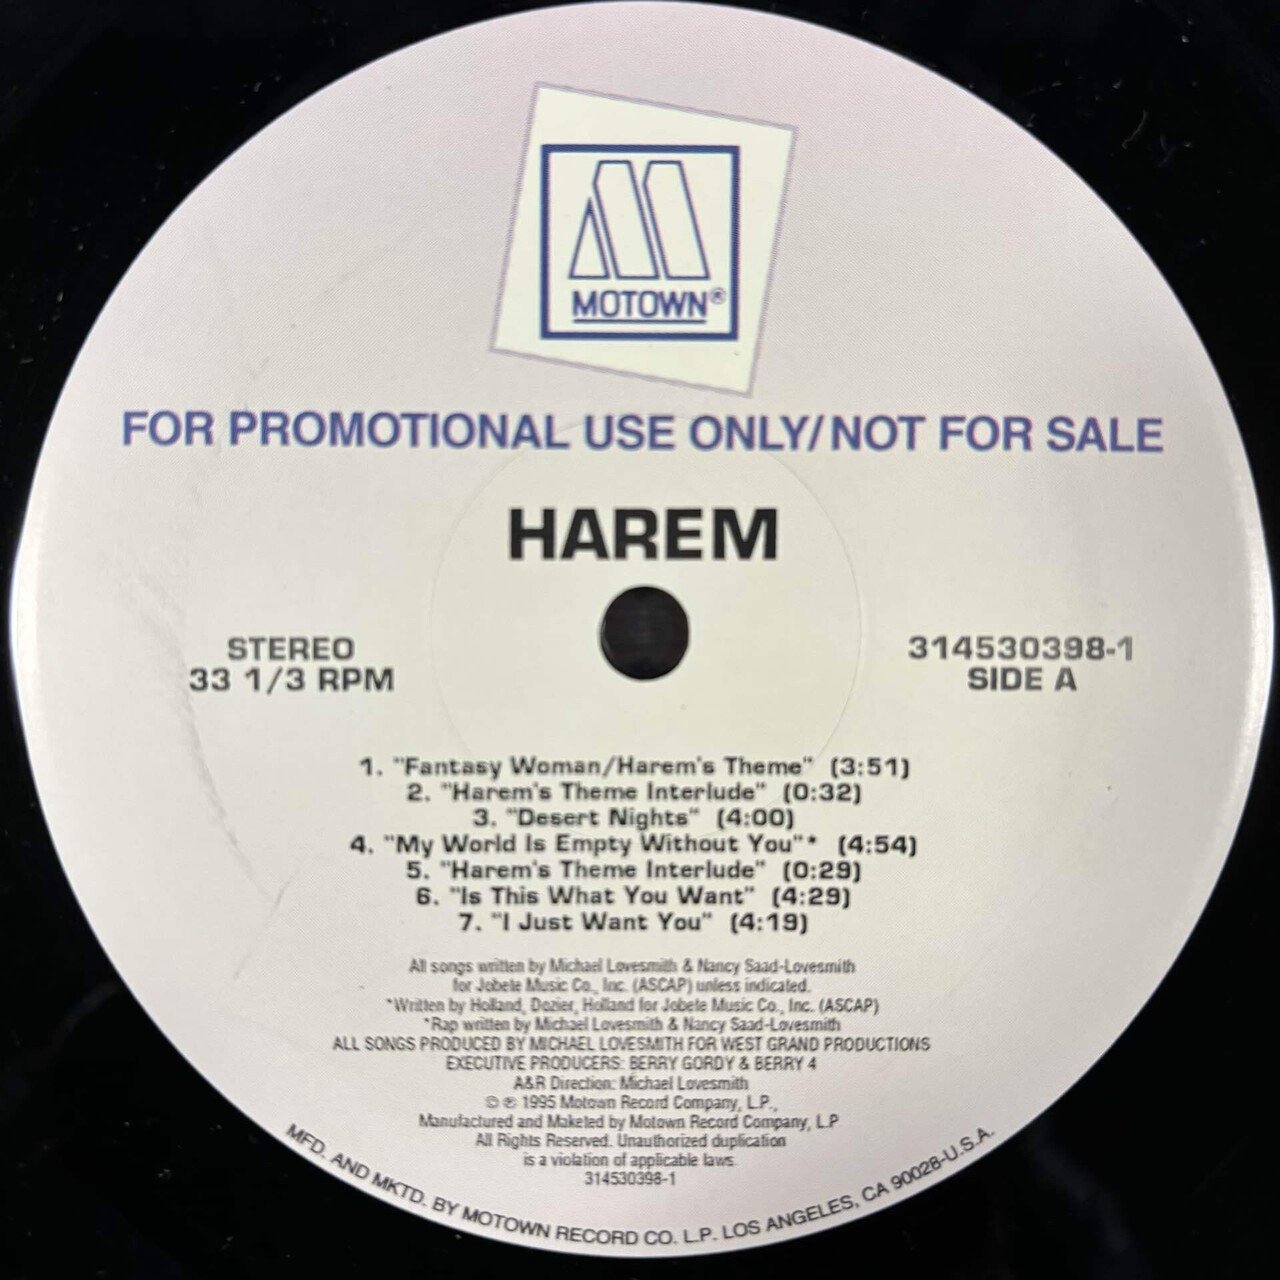 MOTOWN®
FOR PROMOTIONAL USE ONLY/NOT FOR SALE
HAREM
STEREO
33 1/3 RPM
314530398-1
SIDE A
1. "Fantasy Woman/Harem's Theme" (3:51)
2. "Harem's Theme Interlude" (0:32)
3. "Desert Nights" (4:00)
4. "My World Is Empty Without You"* (4:54)
5. "Harem's Theme Interlude" (0:29)
6. "Is This What You Want" (4:29)
7. "I Just Want You" (4:19)
All songs written by Michael Lovesmith & Nancy Saad-Lovesmith
for Jobete Music Co., Inc. (ASCAP) unless indicated.
*Written by Holland, Dozier, Holland for Jobete Music Co., Inc. (ASCAP)
*Rap written by Michael Lovesmith & Nancy Saad-Lovesmith
ALL SONGS PRODUCED BY MICHAEL LOVESMITH FOR WEST GRAND PRODUCTIONS
EXECUTIVE PRODUCERS: BERRY GORDY & BERRY 4
A&R Direction: Michael Lovesmith
© ℗ 1995 Motown Record Company, L.P.,
Manufactured and Maketed by Motown Record Company, L.P
All Rights Reserved. Unauthorized duplication
is a violation of applicable laws.
314530398-1
MFD. AND MKTD. BY MOTOWN RECORD CO. L.P. LOS ANGELES, CA 90028-U.S.A.